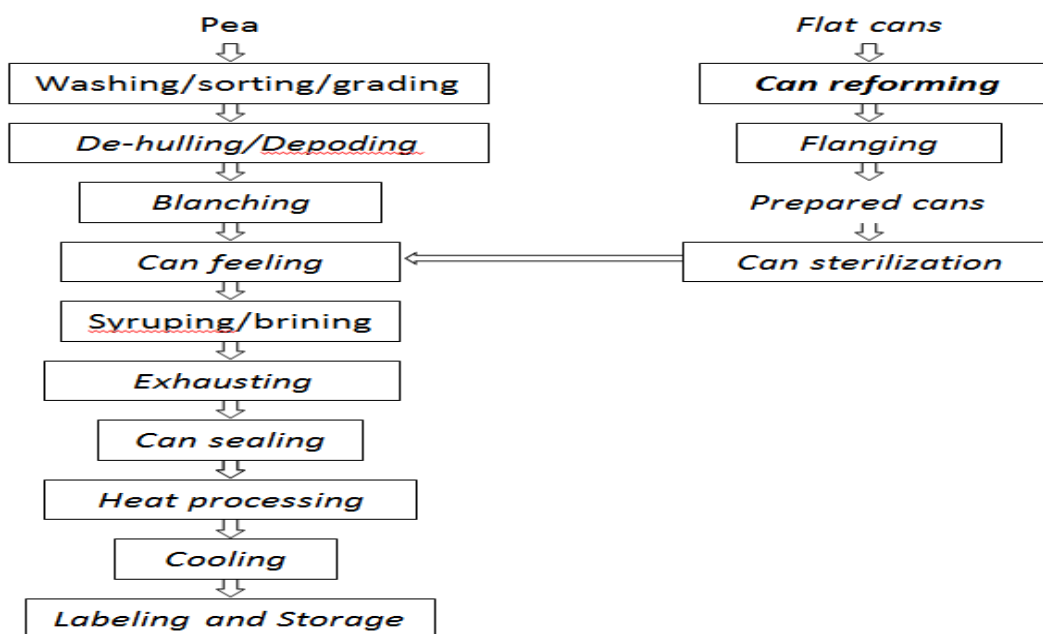 Pea
Washing/sorting/grading
De-hulling/Depoding
Blanching
Can feeling
Syruping/brining
Exhausting
Can sealing
Heat processing
Cooling
Labeling and Storage
Flat cans
Can reforming
Flanging
Prepared cans
Can sterilization